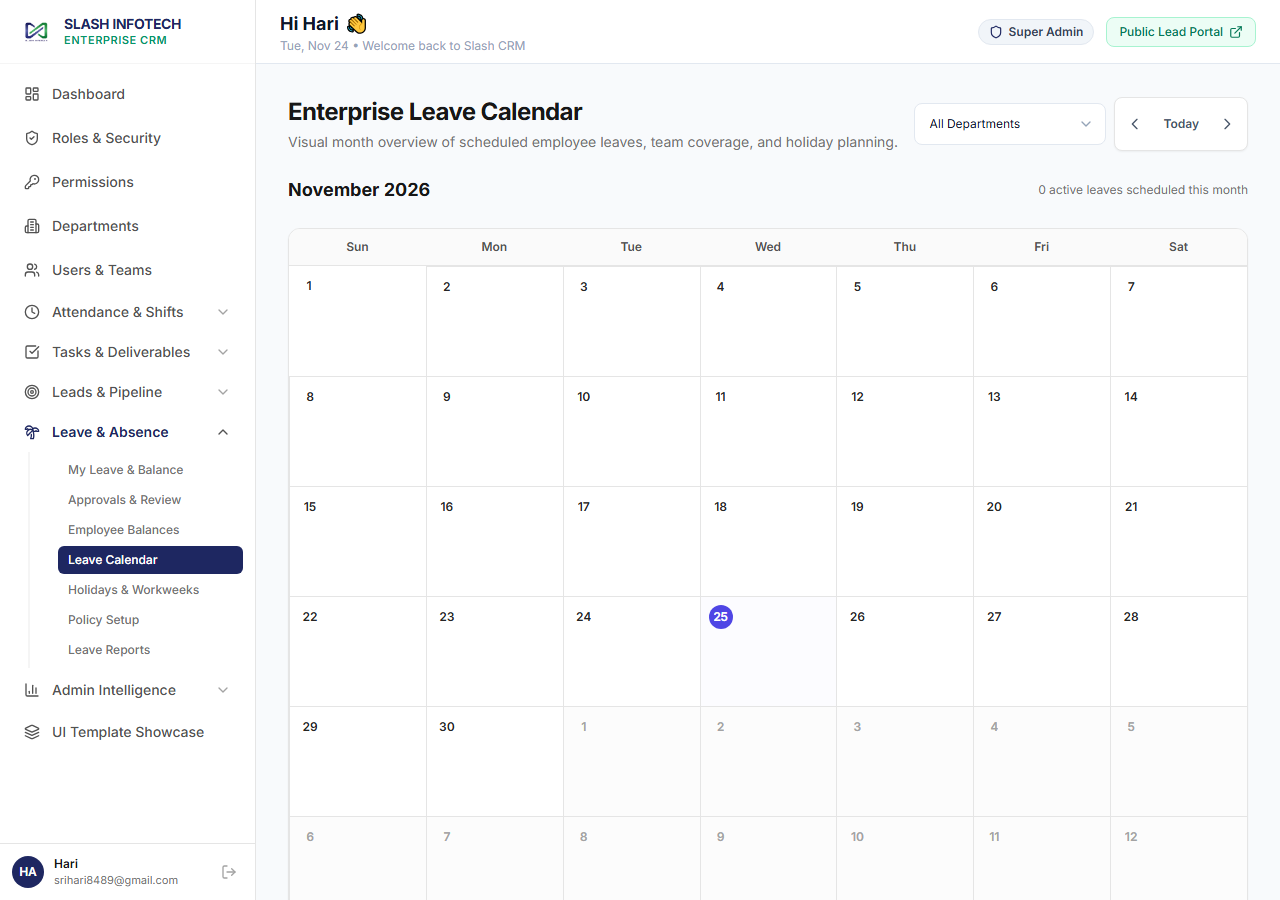 SLASH INFOTECH
ENTERPRISE CRM
Dashboard
Roles & Security
Permissions
Departments
Users & Teams
Attendance & Shifts
Tasks & Deliverables
Leads & Pipeline
Leave & Absence
My Leave & Balance
Approvals & Review
Employee Balances
Leave Calendar
Holidays & Workweeks
Policy Setup
Leave Reports
Admin Intelligence
UI Template Showcase
HA
Hari
srihari8489@gmail.com
Hi Hari 👋
Tue, Nov 24 • Welcome back to Slash CRM
Super Admin
Public Lead Portal
Enterprise Leave Calendar
Visual month overview of scheduled employee leaves, team coverage, and holiday planning.
All Departments
Today
November 2026
0 active leaves scheduled this month
Sun Mon Tue Wed Thu Fri Sat
1 2 3 4 5 6 7
8 9 10 11 12 13 14
15 16 17 18 19 20 21
22 23 24 25 26 27 28
29 30 1 2 3 4 5
6 7 8 9 10 11 12